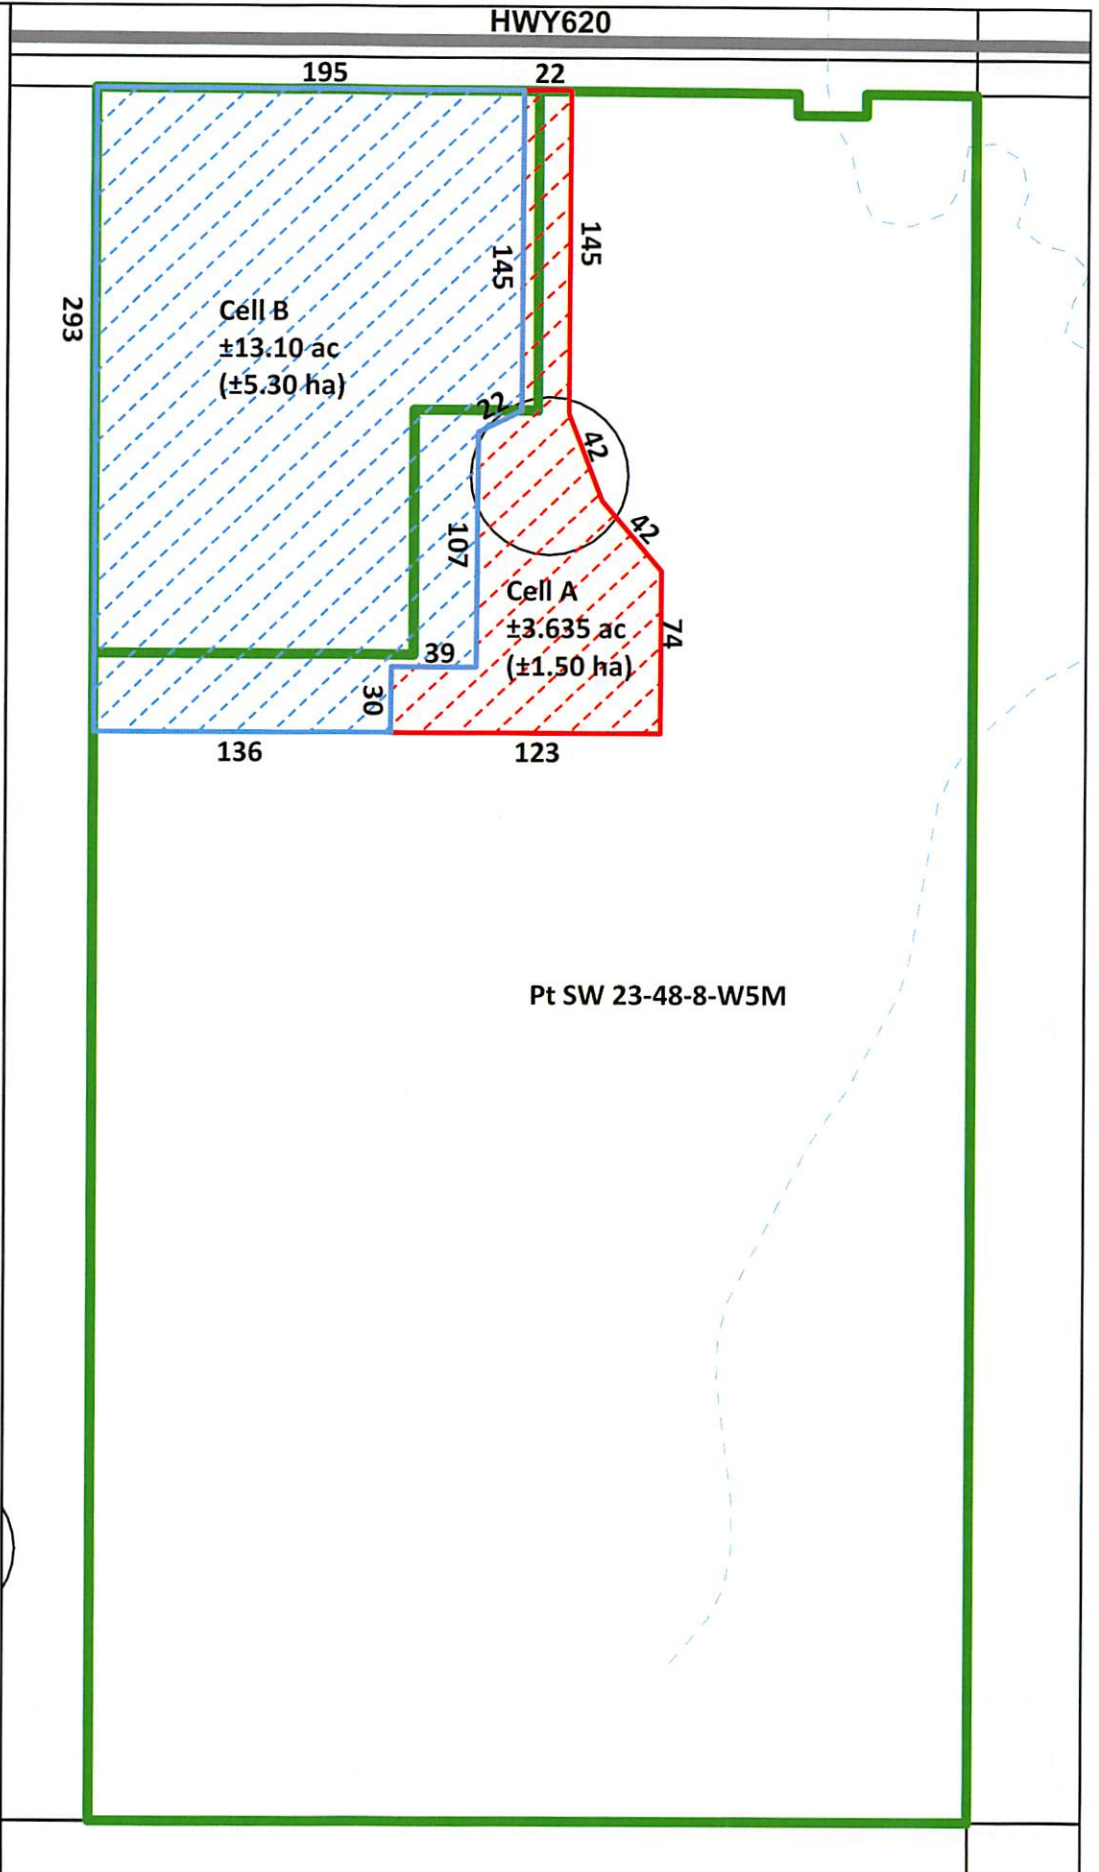 HWY620
195
22
293
145
145
Cell B
±13.10 ac
(±5.30 ha)
22
42
42
107
Cell A
±3.635 ac
(±1.50 ha)
74
39
30
136
123
Pt SW 23-48-8-W5M